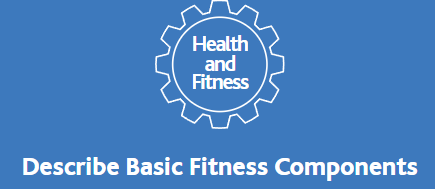 Health
and
Fitness
Describe Basic Fitness Components